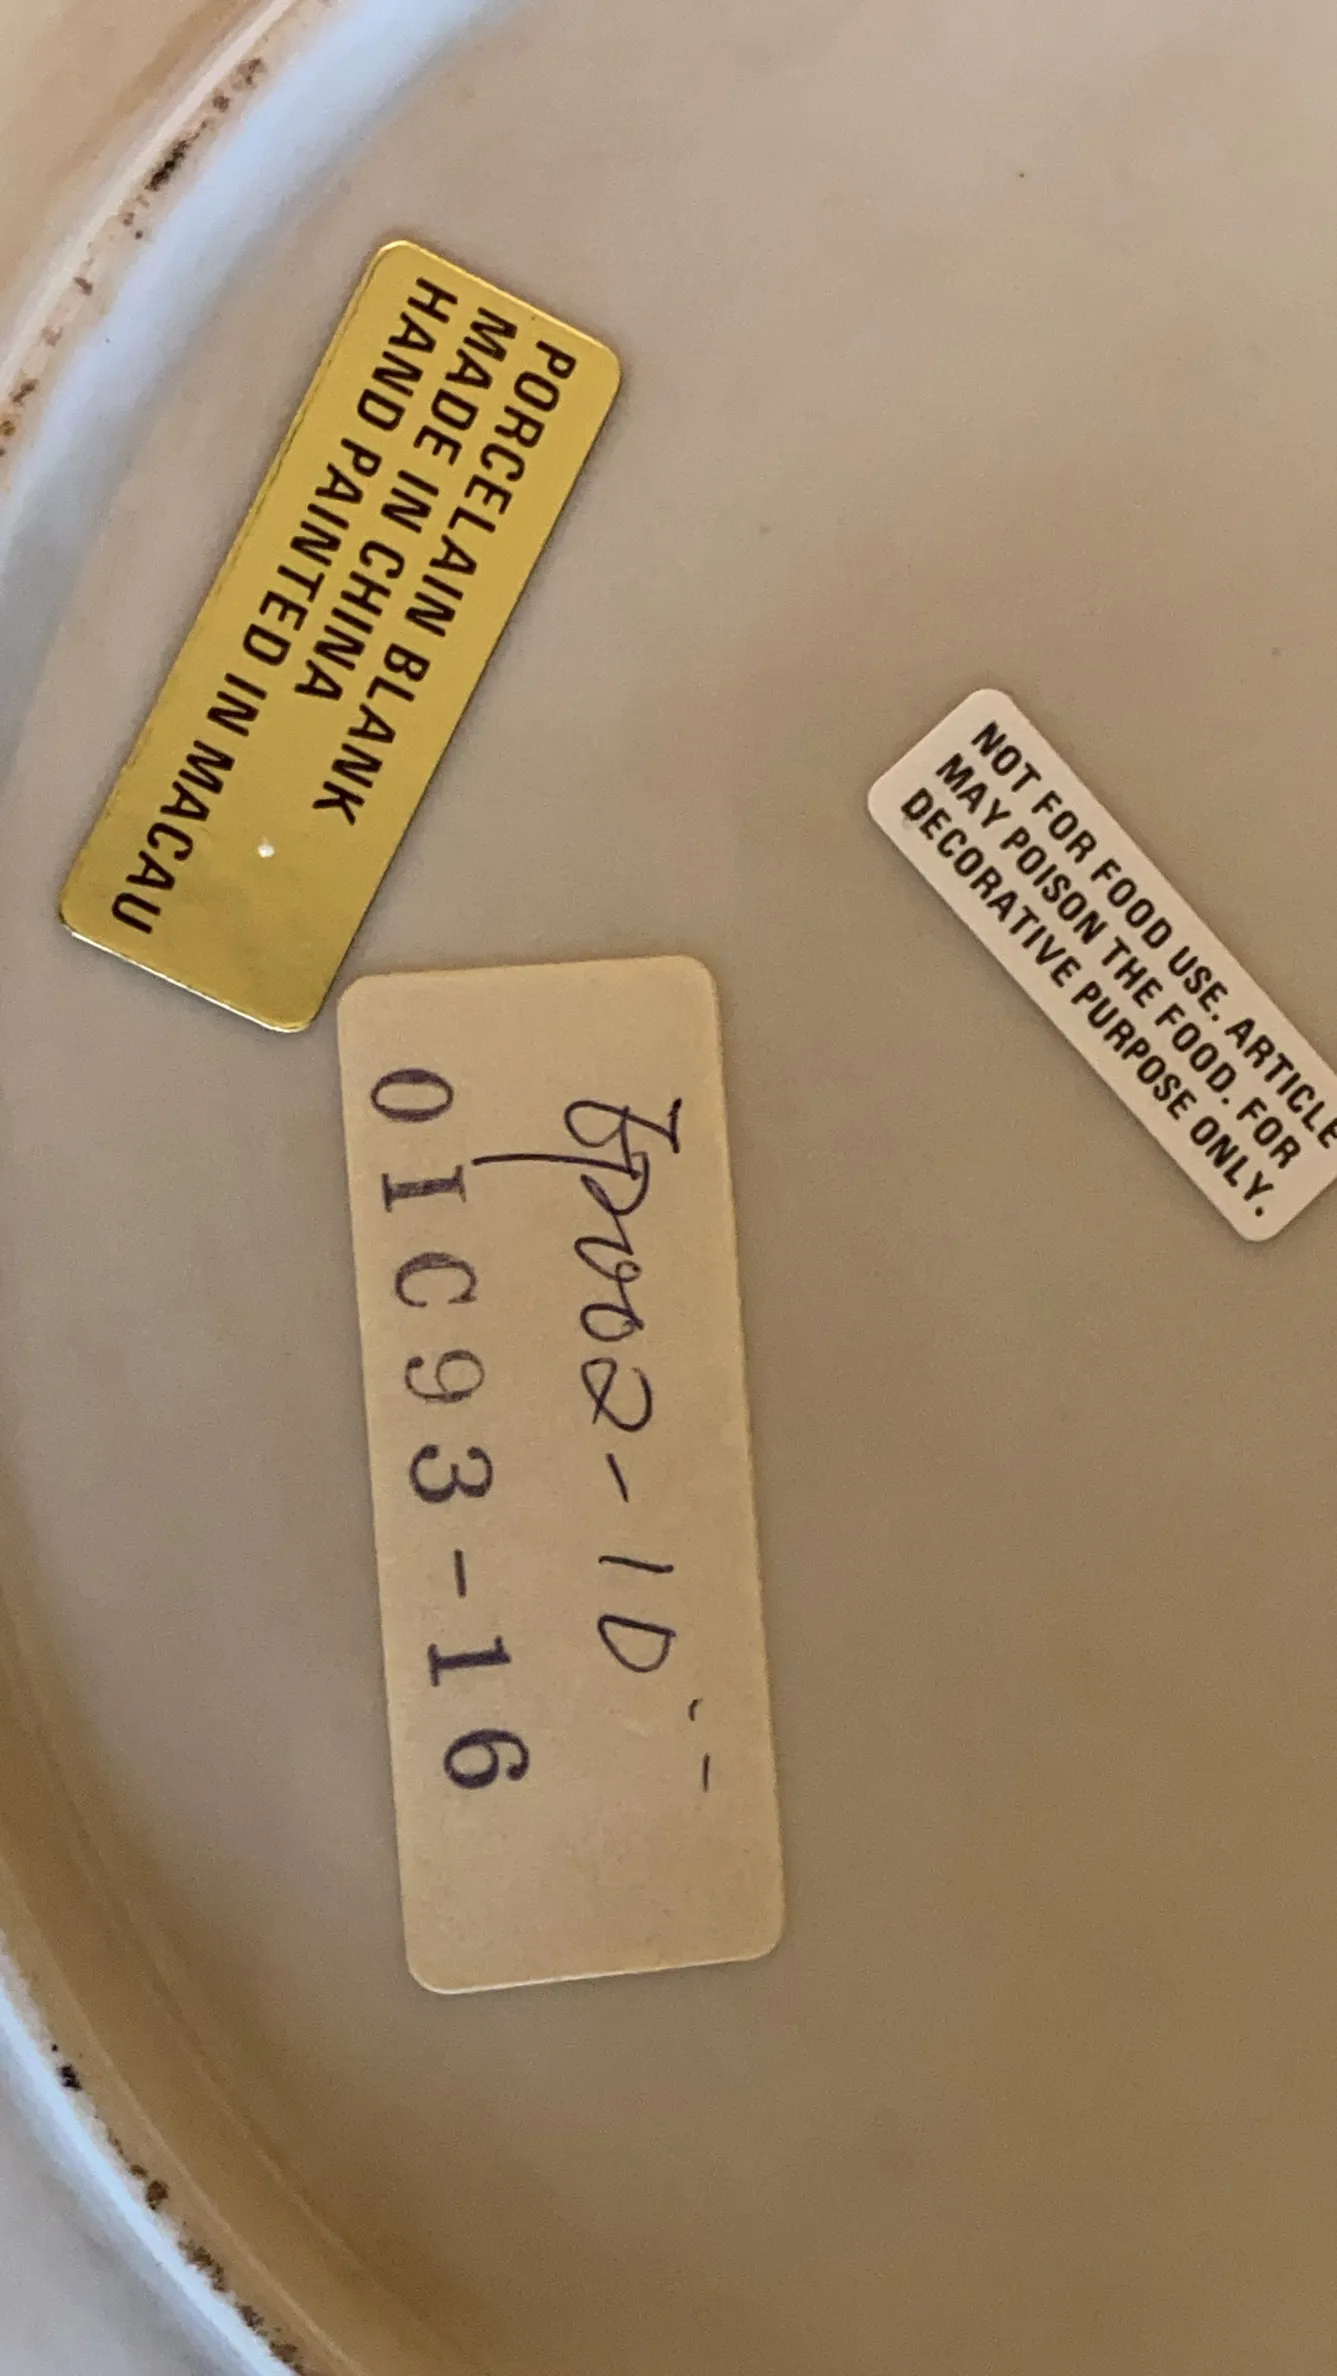 PORCELAIN BLANK
MADE IN CHINA
HAND PAINTED IN MACAU
NOT FOR FOOD USE. ARTICLE
MAY POISON THE FOOD. FOR
DECORATIVE PURPOSE ONLY.
OIC93-16